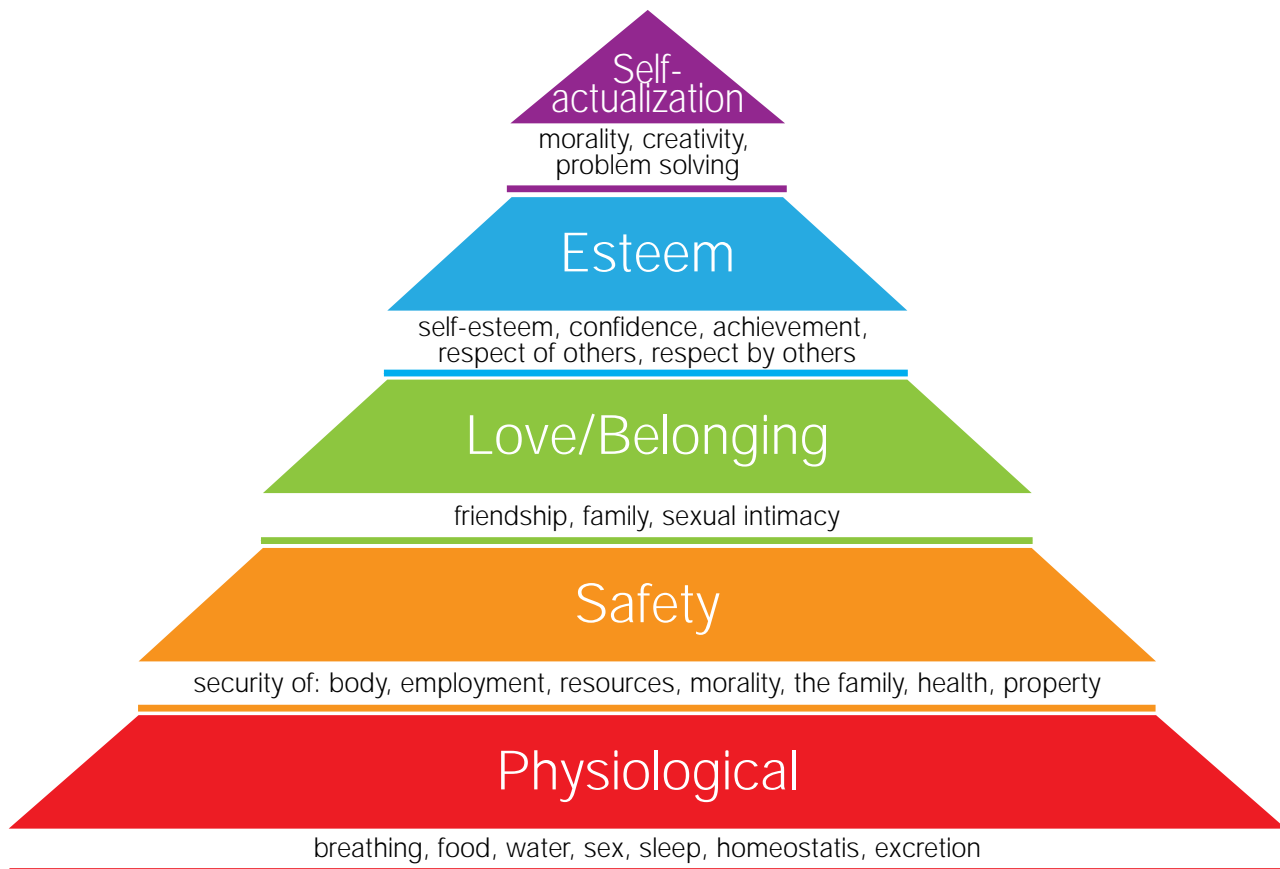 Self-
actualization
morality, creativity,
problem solving
Esteem
self-esteem, confidence, achievement,
respect of others, respect by others
Love/Belonging
friendship, family, sexual intimacy
Safety
security of: body, employment, resources, morality, the family, health, property
Physiological
breathing, food, water, sex, sleep, homeostatis, excretion